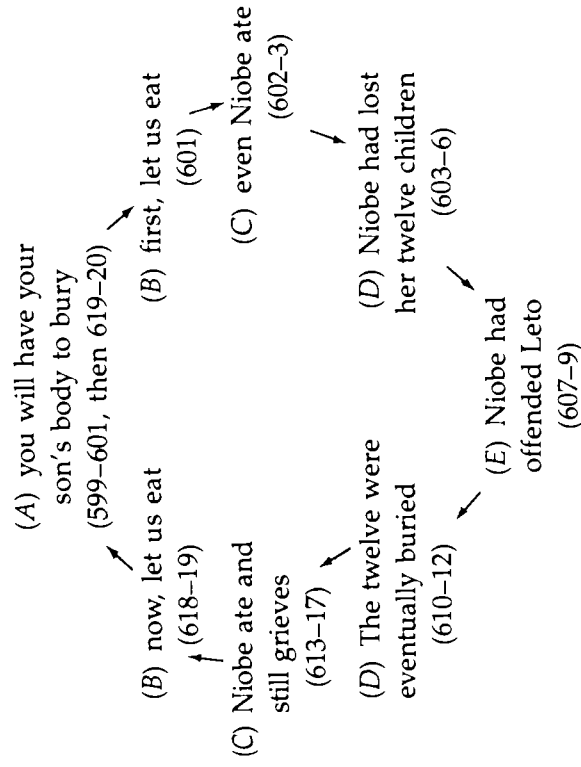 (A) you will have your
son's body to bury
(599–601, then 619–20)
(B) first, let us eat
(601)
(C) even Niobe ate
(602–3)
(D) Niobe had lost
her twelve children
(603–6)
(E) Niobe had
offended Leto
(607–9)
(D) The twelve were
eventually buried
(610–12)
(C) Niobe ate and
still grieves
(613–17)
(B) now, let us eat
(618–19)